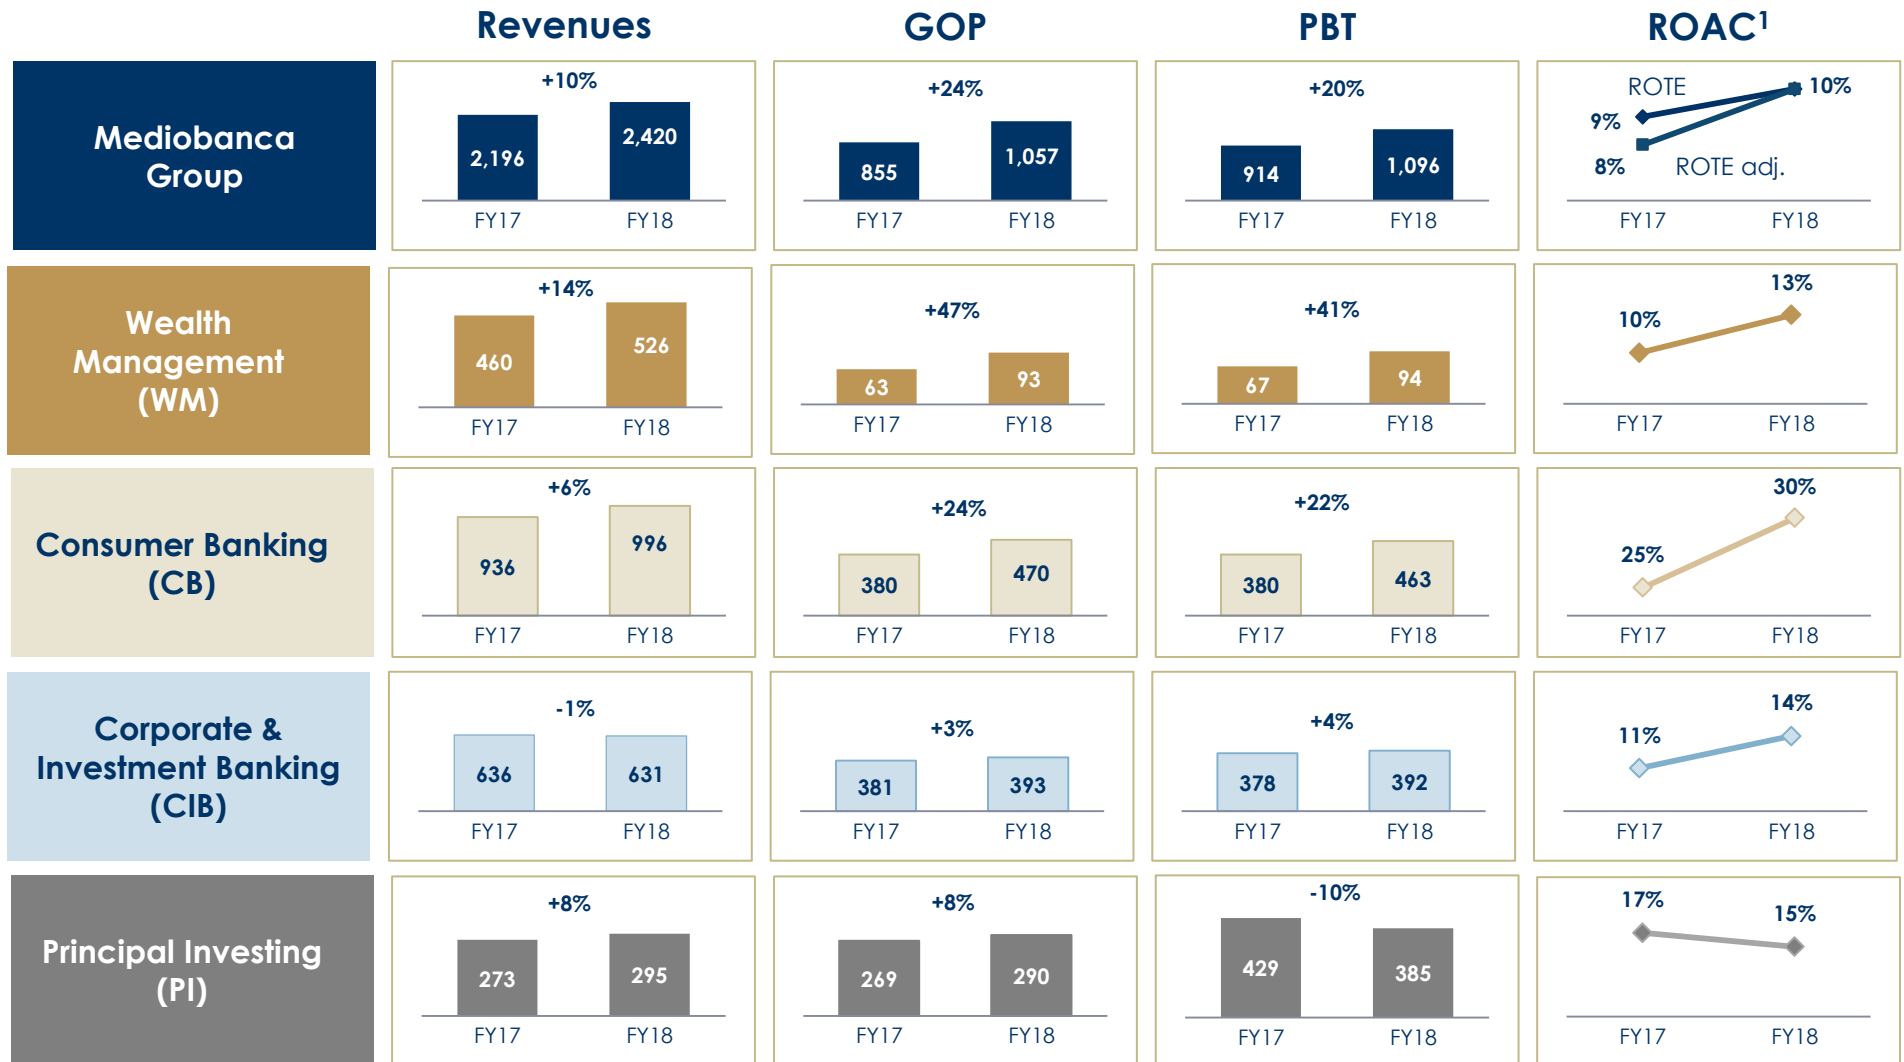 Revenues
GOP
PBT
ROAC¹
Mediobanca
Group
+10%
2,196
2,420
FY17
FY18
+24%
855
1,057
FY17
FY18
+20%
914
1,096
FY17
FY18
ROTE
10%
9%
8%
ROTE adj.
FY17
FY18
Wealth
Management
(WM)
+14%
460
526
FY17
FY18
+47%
63
93
FY17
FY18
+41%
67
94
FY17
FY18
13%
10%
FY17
FY18
Consumer Banking
(CB)
+6%
936
996
FY17
FY18
+24%
380
470
FY17
FY18
+22%
380
463
FY17
FY18
30%
25%
FY17
FY18
Corporate &
Investment Banking
(CIB)
-1%
636
631
FY17
FY18
+3%
381
393
FY17
FY18
+4%
378
392
FY17
FY18
14%
11%
FY17
FY18
Principal Investing
(PI)
+8%
273
295
FY17
FY18
+8%
269
290
FY17
FY18
-10%
429
385
FY17
FY18
17%
15%
FY17
FY18